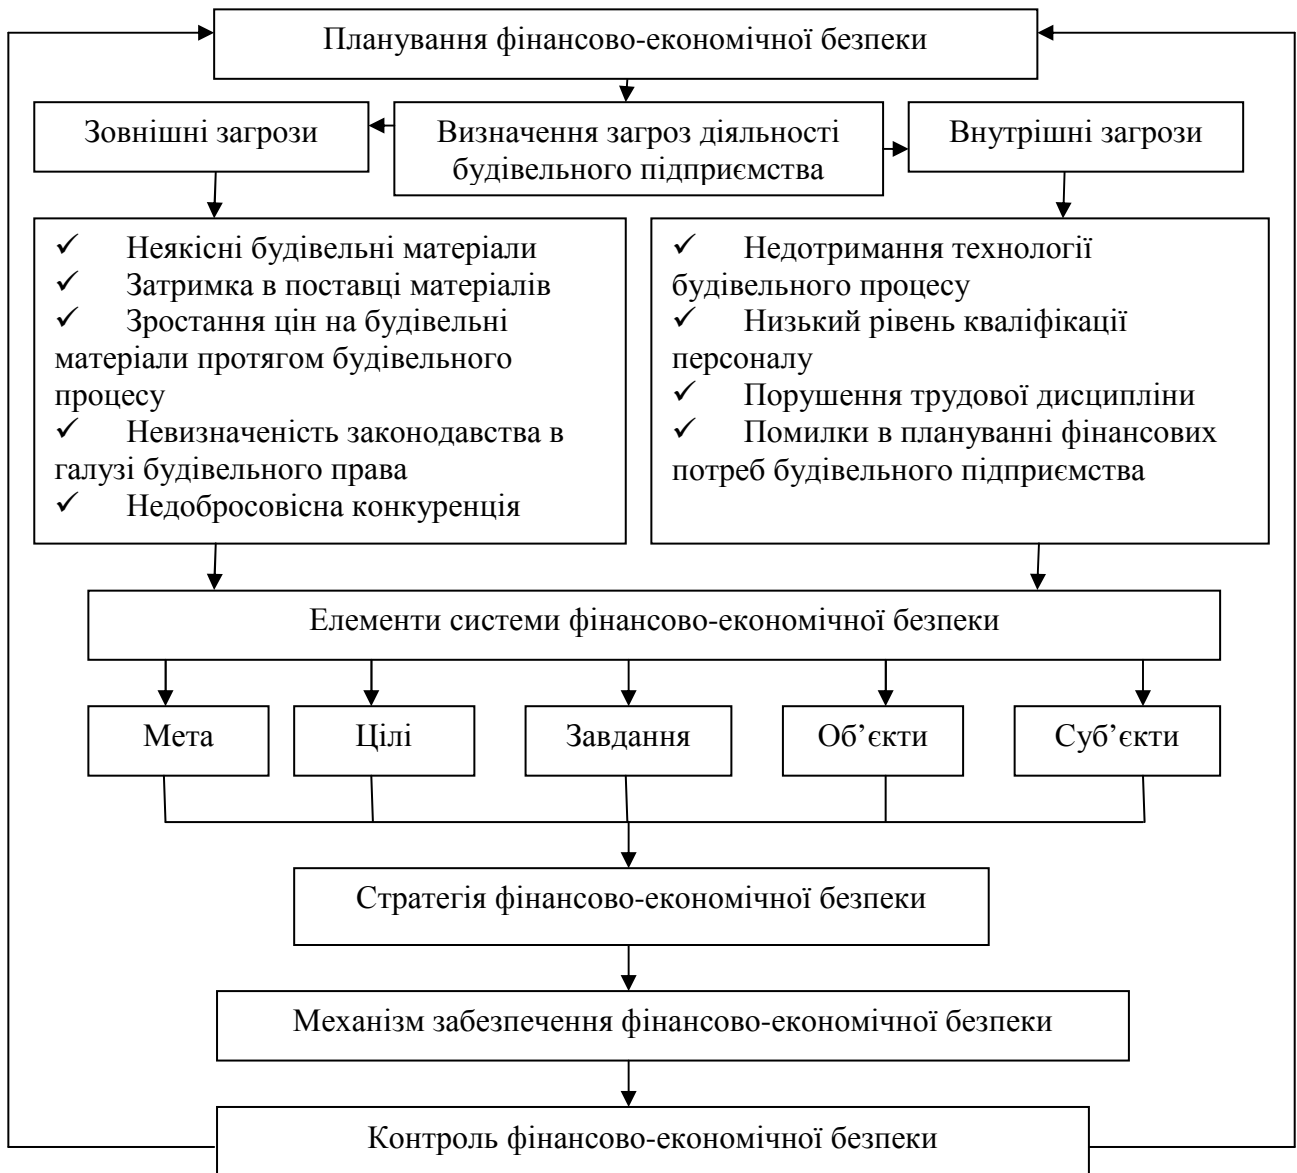 Планування фінансово-економічної безпеки
Зовнішні загрози
Визначення загроз діяльності
будівельного підприємства
Внутрішні загрози
✓ Неякісні будівельні матеріали
✓ Затримка в поставці матеріалів
✓ Зростання цін на будівельні
матеріали протягом будівельного
процесу
✓ Невизначеність законодавства в
галузі будівельного права
✓ Недобросовісна конкуренція
✓ Недотримання технології
будівельного процесу
✓ Низький рівень кваліфікації
персоналу
✓ Порушення трудової дисципліни
✓ Помилки в плануванні фінансових
потреб будівельного підприємства
Елементи системи фінансово-економічної безпеки
Мета
Цілі
Завдання
Об’єкти
Суб’єкти
Стратегія фінансово-економічної безпеки
Механізм забезпечення фінансово-економічної безпеки
Контроль фінансово-економічної безпеки